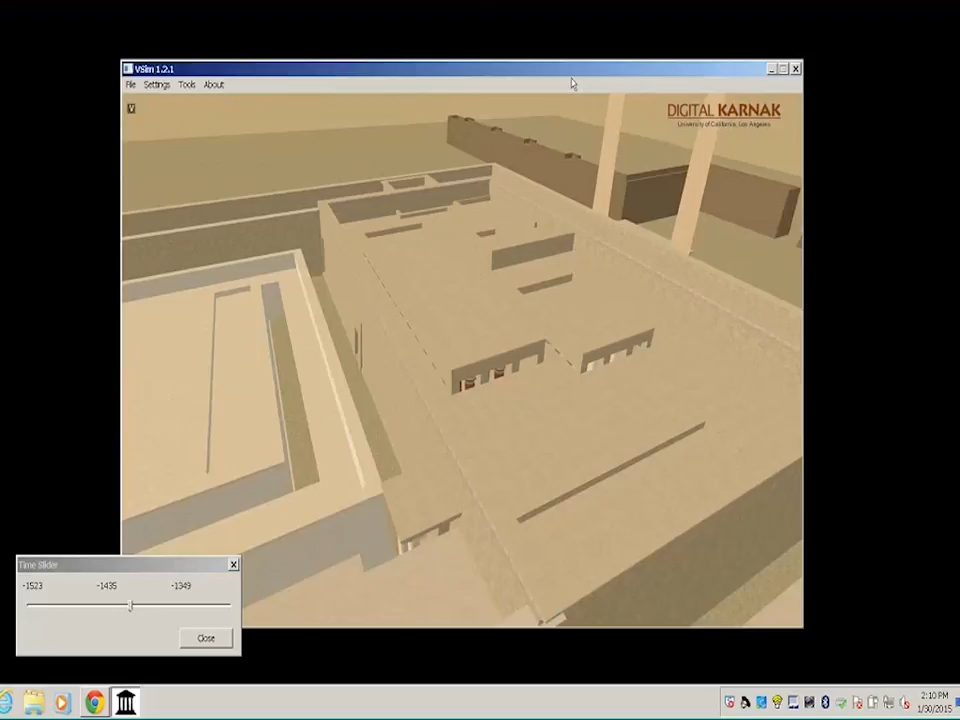 VSim 1.2.1
File Settings Tools About
V
DIGITAL KARNAK
University of California, Los Angeles
Time Slider
-1523 -1435 -1349
Close
2:10 PM
1/30/2015